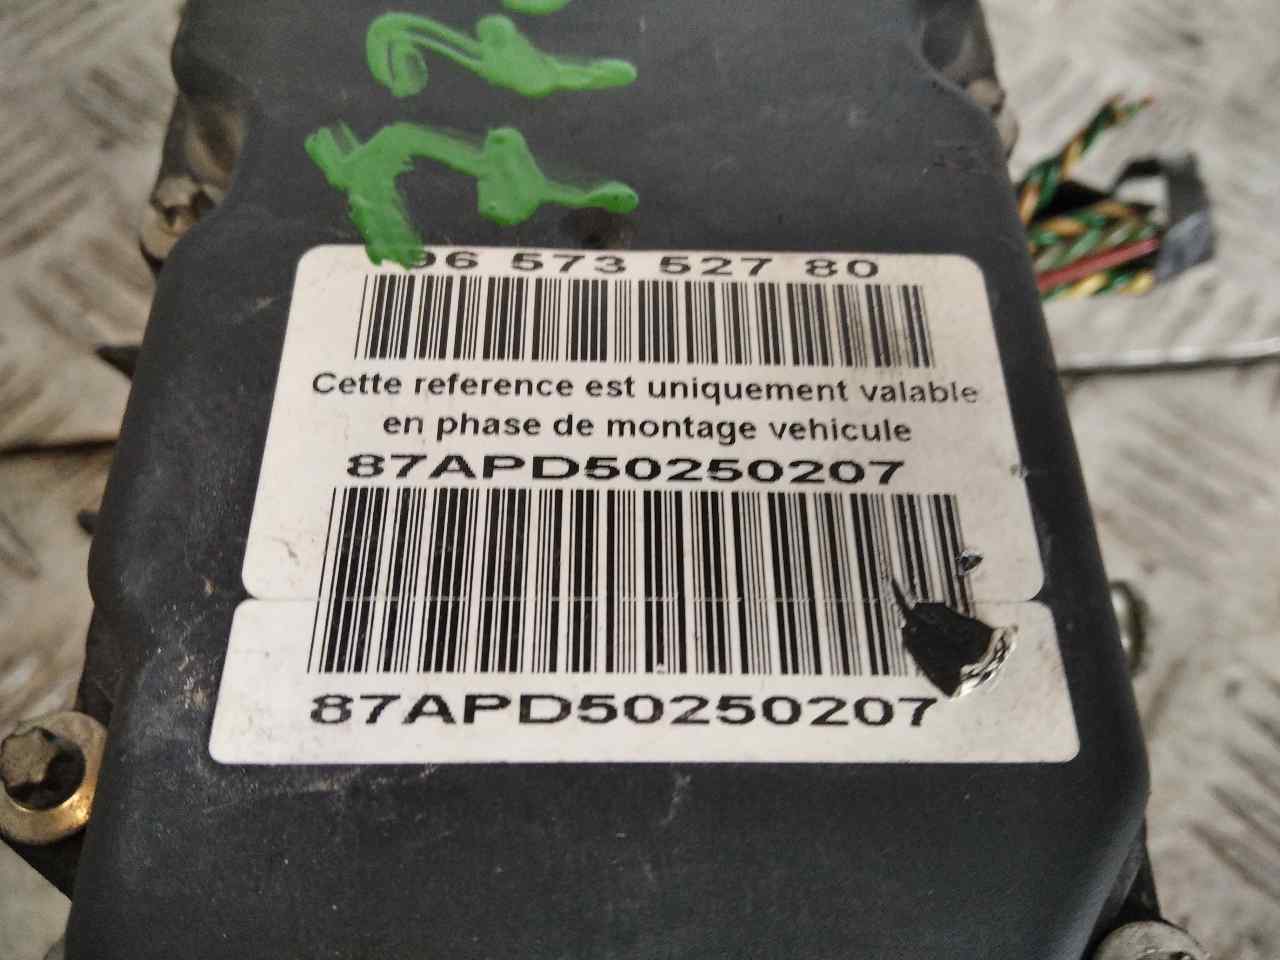 96 573 527 80
Cette reference est uniquement valable
en phase de montage vehicule
87APD50250207
87APD50250207